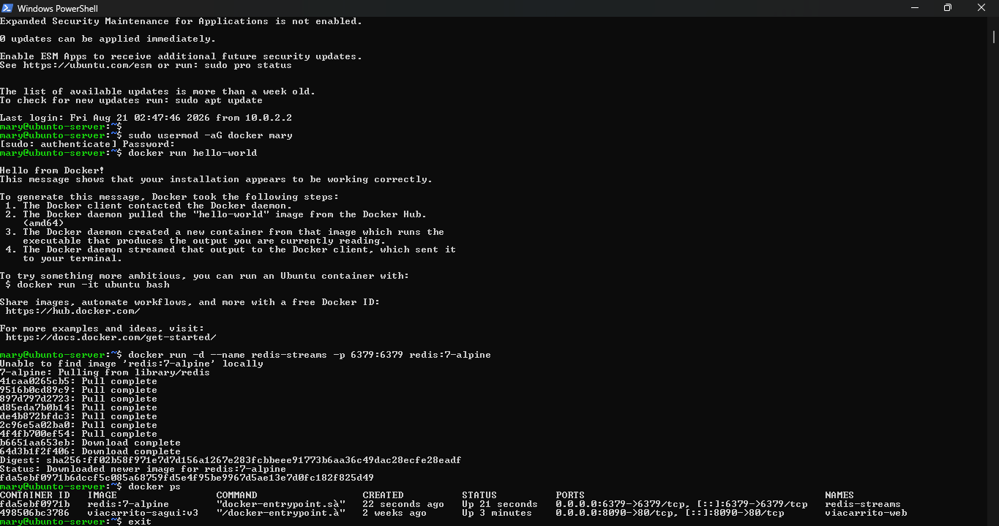 Windows PowerShell
Expanded Security Maintenance for Applications is not enabled.
0 updates can be applied immediately.
Enable ESM Apps to receive additional future security updates.
See https://ubuntu.com/esm or run: sudo pro status
The list of available updates is more than a week old.
To check for new updates run: sudo apt update
Last login: Fri Aug 21 02:47:46 2026 from 10.0.2.2
mary@ubunto-server:~$
mary@ubunto-server:~$ sudo usermod -aG docker mary
[sudo: authenticate] Password:
mary@ubunto-server:~$ docker run hello-world
Hello from Docker!
This message shows that your installation appears to be working correctly.
To generate this message, Docker took the following steps:
1. The Docker client contacted the Docker daemon.
2. The Docker daemon pulled the "hello-world" image from the Docker Hub.
(amd64)
3. The Docker daemon created a new container from that image which runs the
executable that produces the output you are currently reading.
4. The Docker daemon streamed that output to the Docker client, which sent it
to your terminal.
To try something more ambitious, you can run an Ubuntu container with:
$ docker run -it ubuntu bash
Share images, automate workflows, and more with a free Docker ID:
https://hub.docker.com/
For more examples and ideas, visit:
https://docs.docker.com/get-started/
mary@ubunto-server:~$ docker run -d --name redis-streams -p 6379:6379 redis:7-alpine
Unable to find image 'redis:7-alpine' locally
7-alpine: Pulling from library/redis
41caa0265cb5: Pull complete
9516b0cd89c9: Pull complete
897d797d2723: Pull complete
d85eda7b0b14: Pull complete
de4b872bfdc3: Pull complete
2c96e5a02ba0: Pull complete
4f4fb700ef54: Pull complete
b6651aa653eb: Download complete
64d3b1f2f406: Download complete
Digest: sha256:ff02b58f971e7d7d156a1267e283fcbbeee91773b6aa36c49dac28ecfe28eadf
Status: Downloaded newer image for redis:7-alpine
fda5ebf0971b6dccf5c085a68759fd5e4f95be9967d5ae13e7d0fc182f825d49
mary@ubunto-server:~$ docker ps
CONTAINER ID IMAGE COMMAND CREATED STATUS PORTS NAMES
fda5ebf0971b redis:7-alpine "docker-entrypoint.sà" 22 seconds ago Up 21 seconds 0.0.0.0:6379->6379/tcp, [::]:6379->6379/tcp redis-streams
498506bc3786 viacarrito-sagui:v3 "/docker-entrypoint.à" 2 weeks ago Up 3 minutes 0.0.0.0:8090->80/tcp, [::]:8090->80/tcp viacarrito-web
mary@ubunto-server:~$ exit